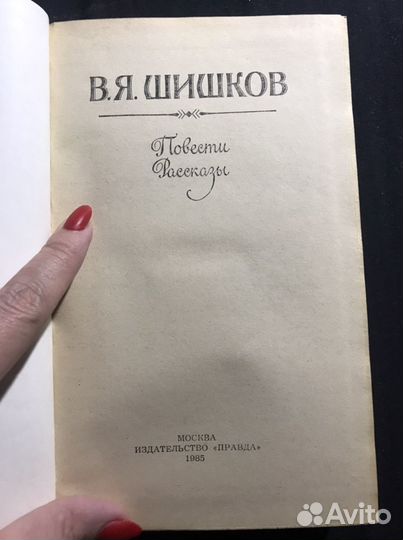 В.Я. ШИШКОВ
Повести
Рассказы
МОСКВА
ИЗДАТЕЛЬСТВО «ПРАВДА»
1985
Avito